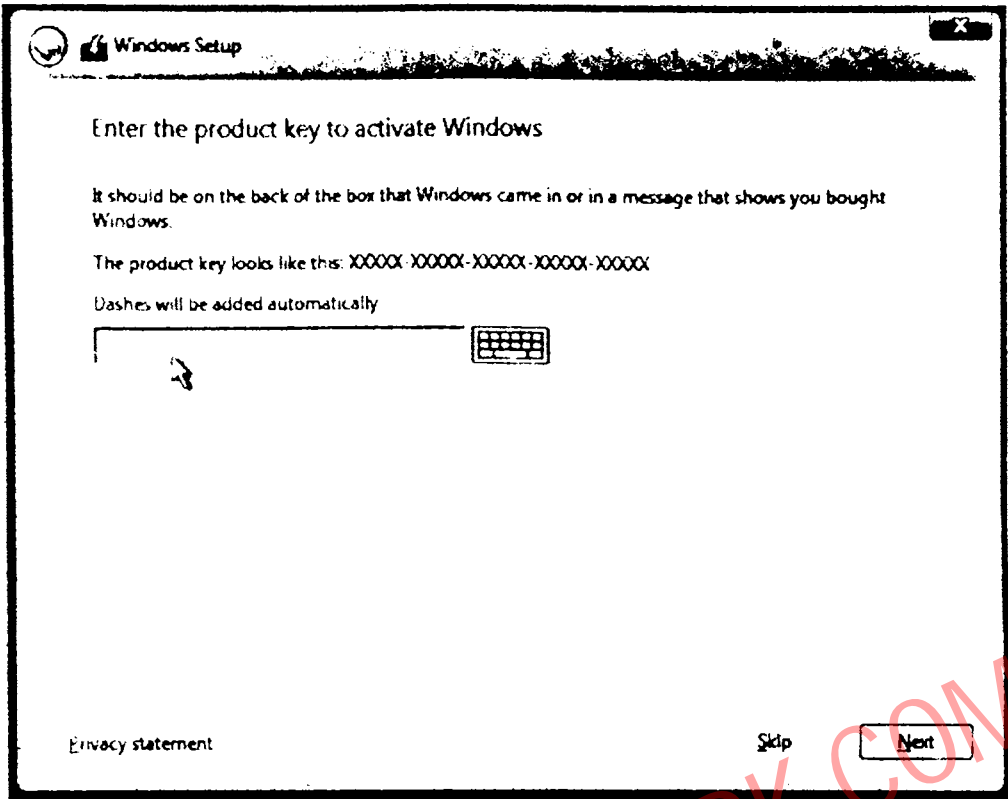 Windows Setup
Enter the product key to activate Windows
It should be on the back of the box that Windows came in or in a message that shows you bought
Windows.
The product key looks like this: XXXXX-XXXXX-XXXXX-XXXXX-XXXXX
Dashes will be added automatically
Privacy statement
Skip
Next
COM